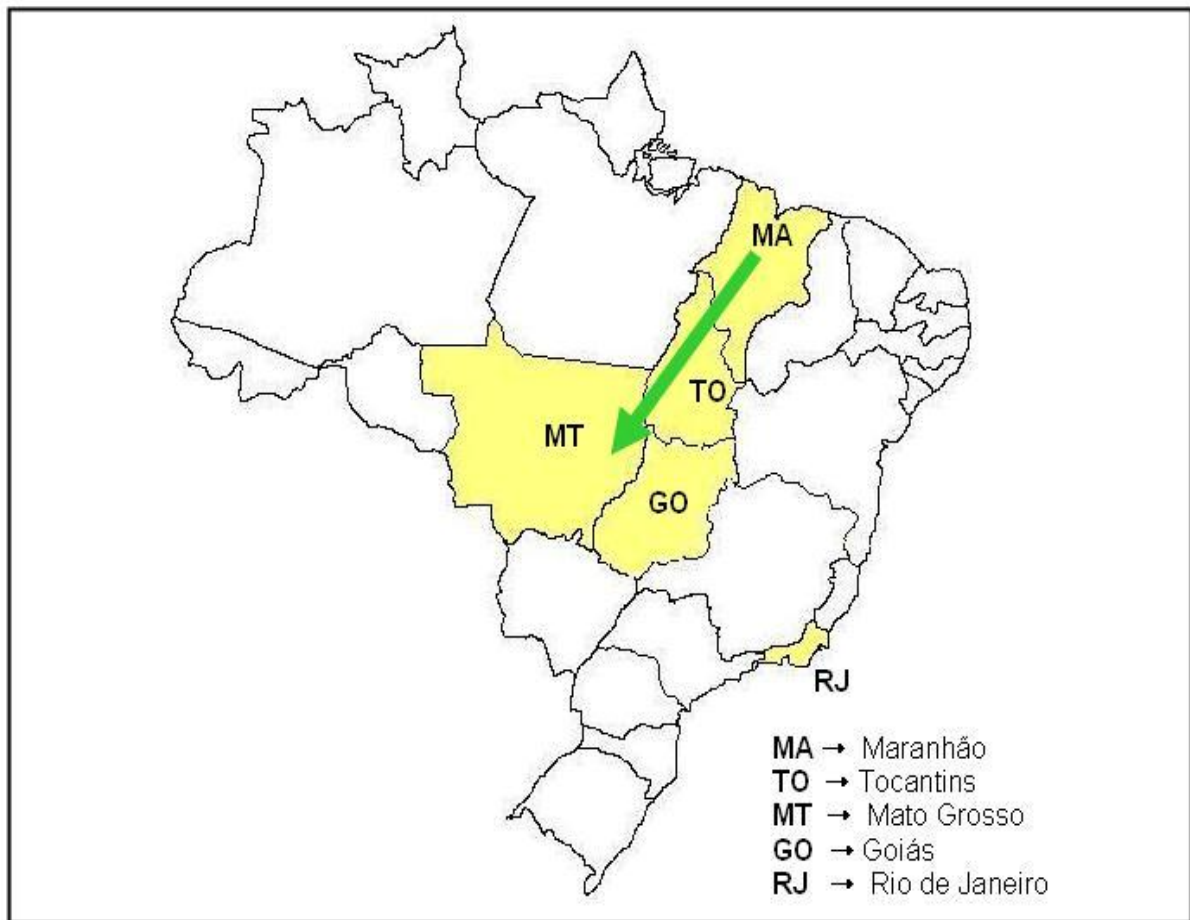 MA
TO
MT
GO
RJ
MA → Maranhão
TO → Tocantins
MT → Mato Grosso
GO → Goiás
RJ → Rio de Janeiro